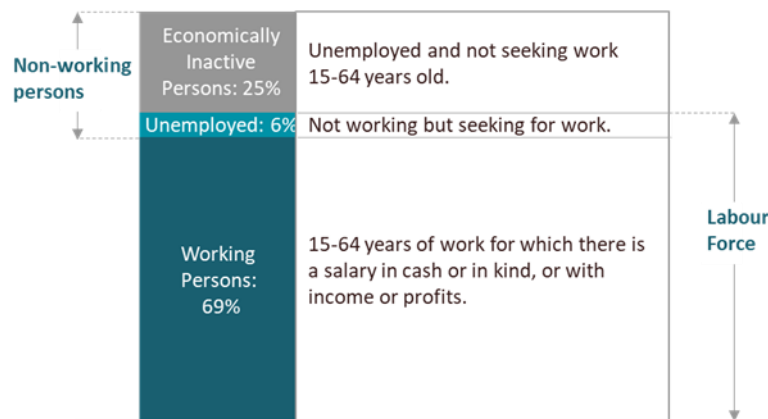 Non-working
persons
Economically
Inactive
Persons: 25%
Unemployed and not seeking work
15-64 years old.
Unemployed: 6%
Not working but seeking for work.
Working
Persons:
69%
15-64 years of work for which there is
a salary in cash or in kind, or with
income or profits.
Labour
Force